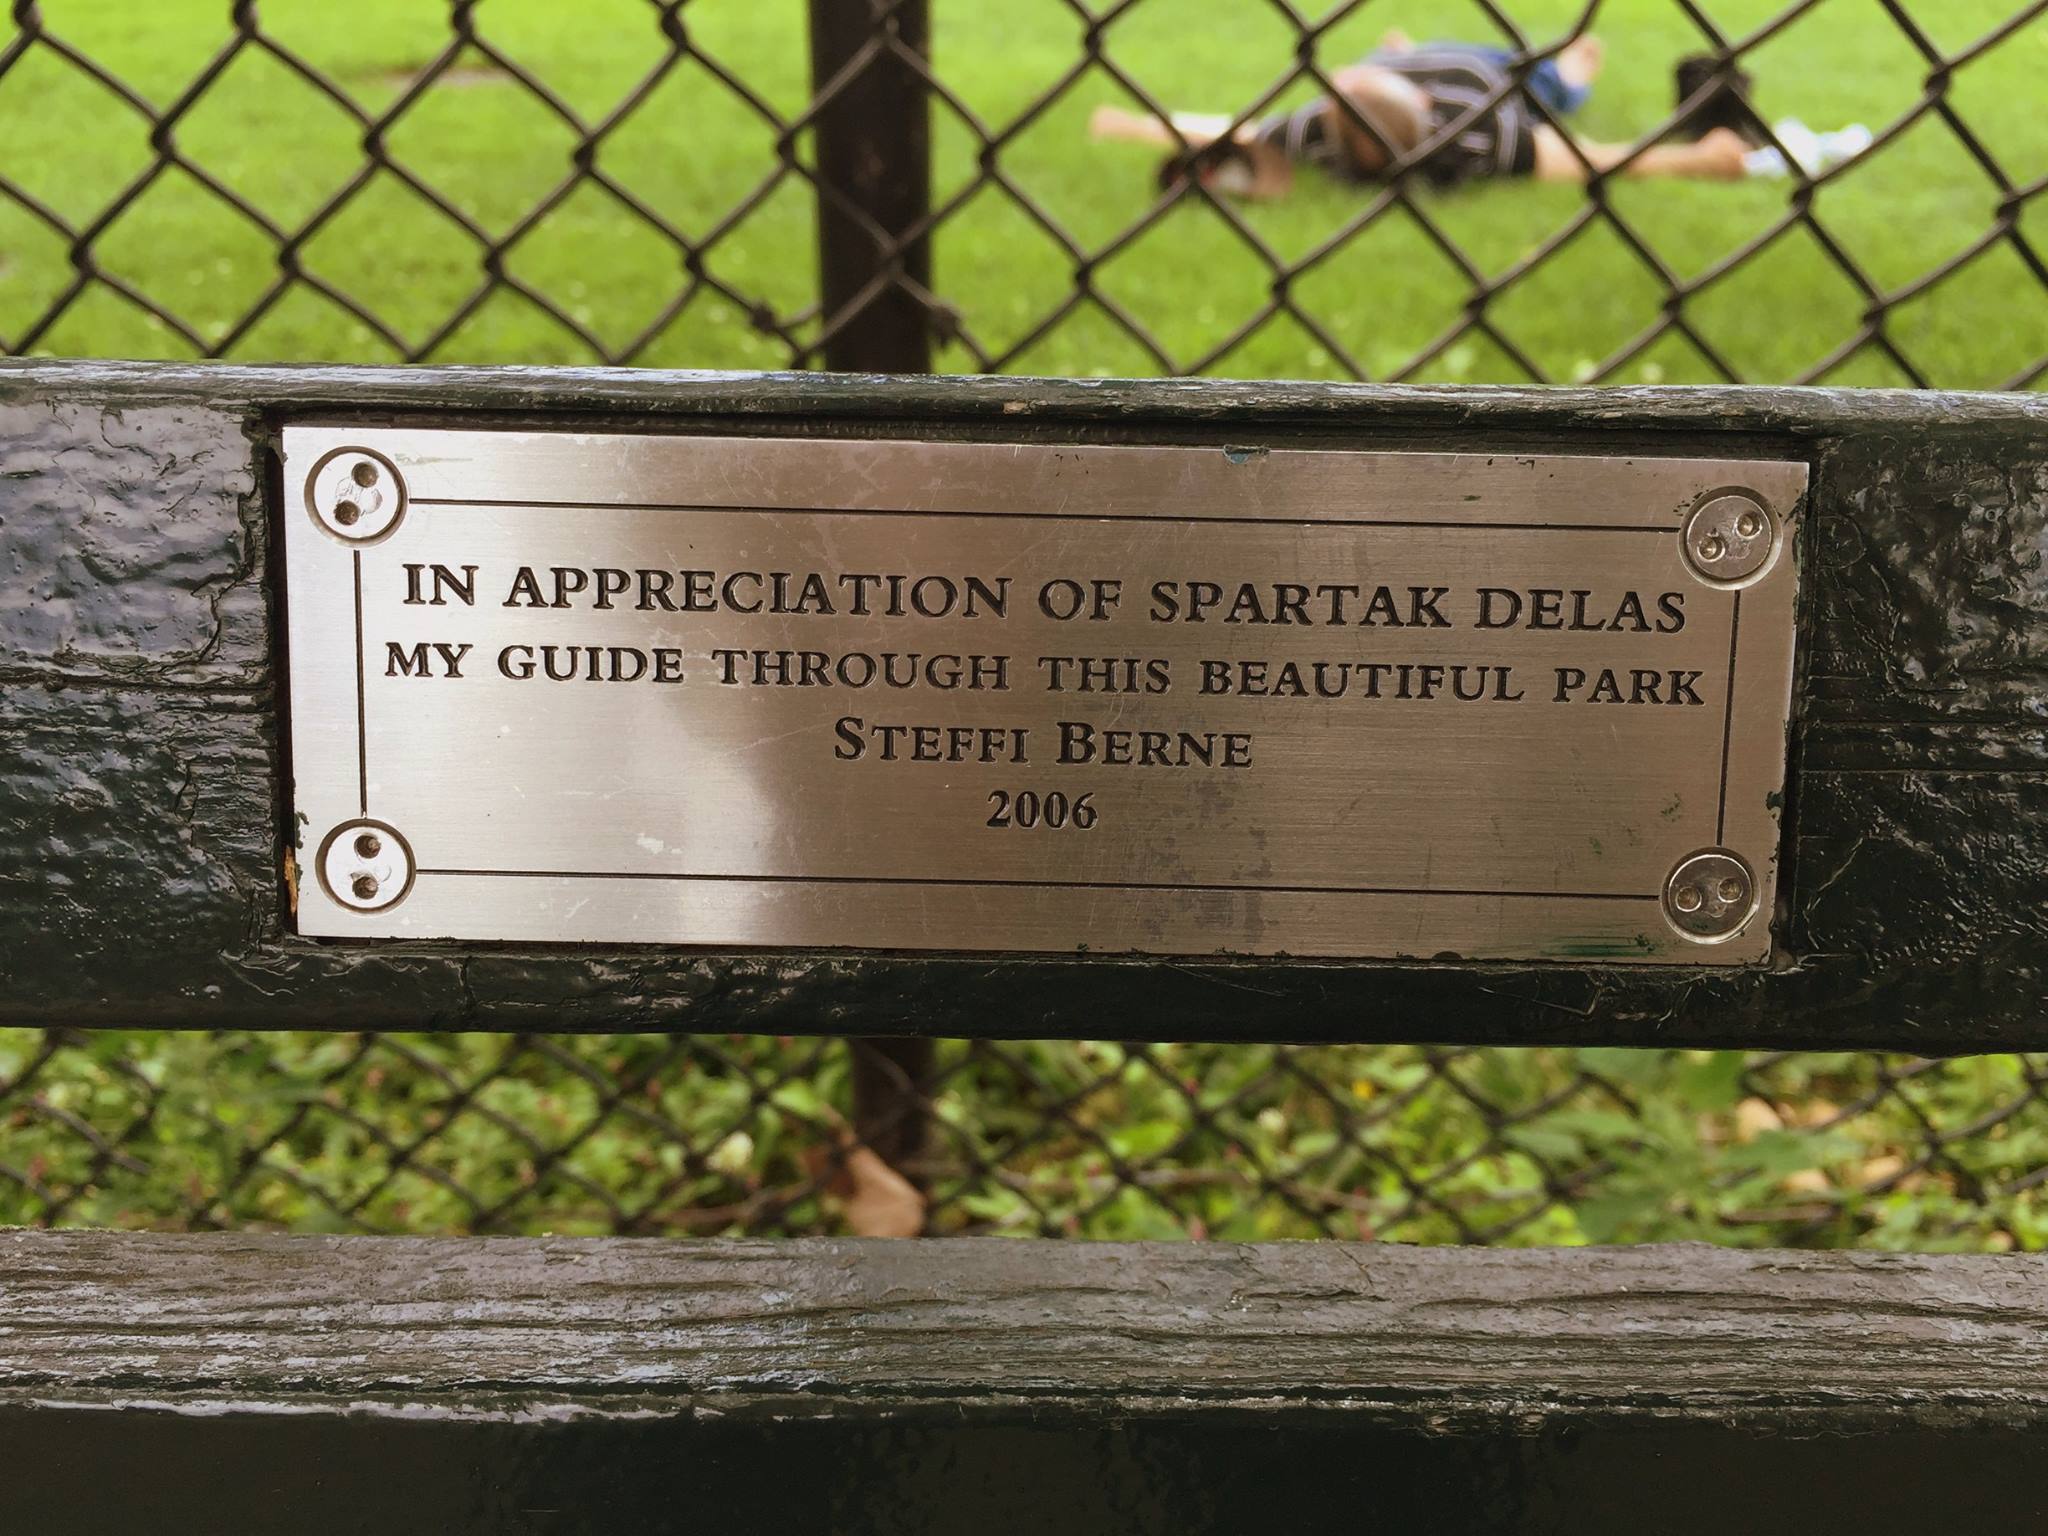 IN APPRECIATION OF SPARTAK DELAS
MY GUIDE THROUGH THIS BEAUTIFUL PARK
STEFFI BERNE
2006